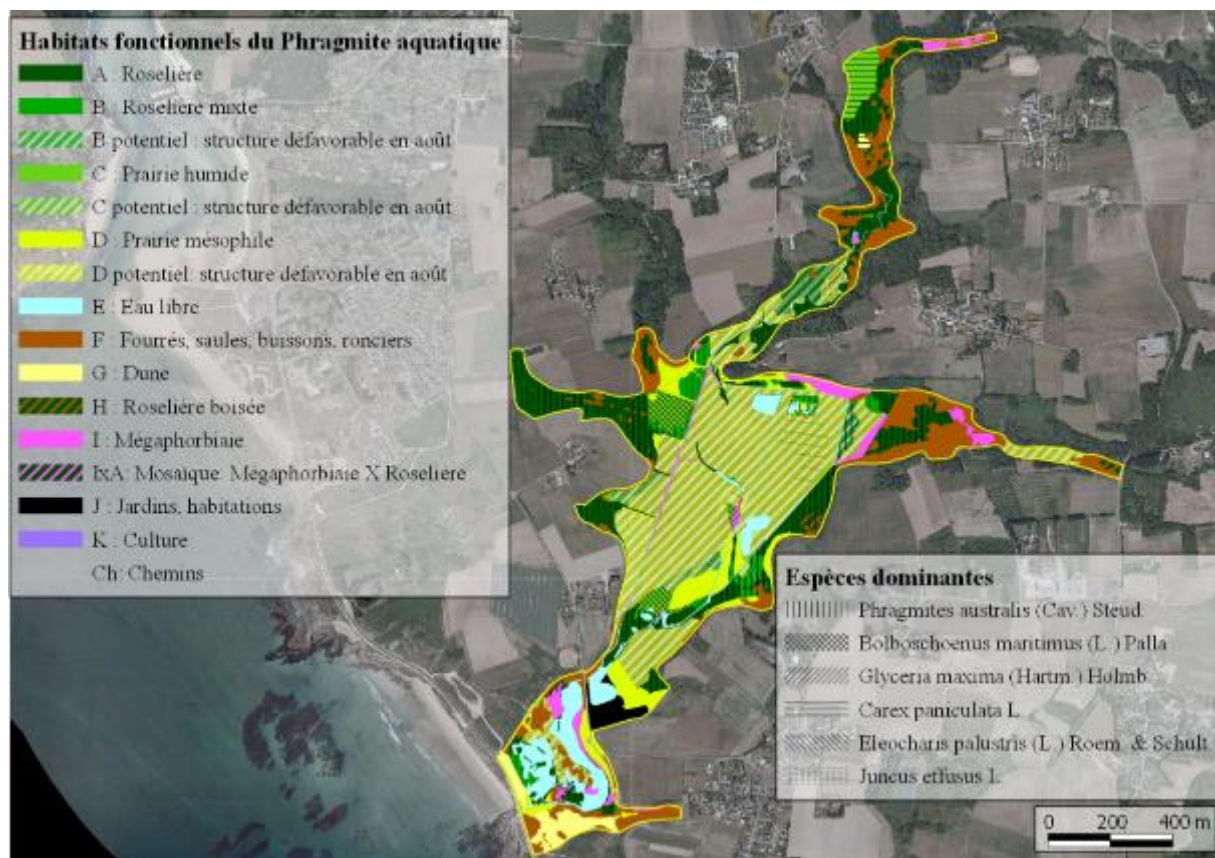 Habitats fonctionnels du Phragmite aquatique
A : Roselière
B : Roselière mixte
B potentiel : structure défavorable en août
C : Prairie humide
C potentiel : structure défavorable en août
D : Prairie mésophile
D potentiel: structure défavorable en août
E : Eau libre
F : Fourrés, saules, buissons, ronciers
G : Dune
H : Roselière boisée
I : Mégaphorbiaie
IxA: Mosaïque Mégaphorbiaie X Roselière
J : Jardins, habitations
K : Culture
Ch: Chemins
Espèces dominantes
Phragmites australis (Cav.) Steud.
Bolboschoenus maritimus (L.) Palla
Glyceria maxima (Hartm.) Holmb.
Carex paniculata L.
Eleocharis palustris (L.) Roem. & Schult.
Juncus effusus L.
0 200 400 m